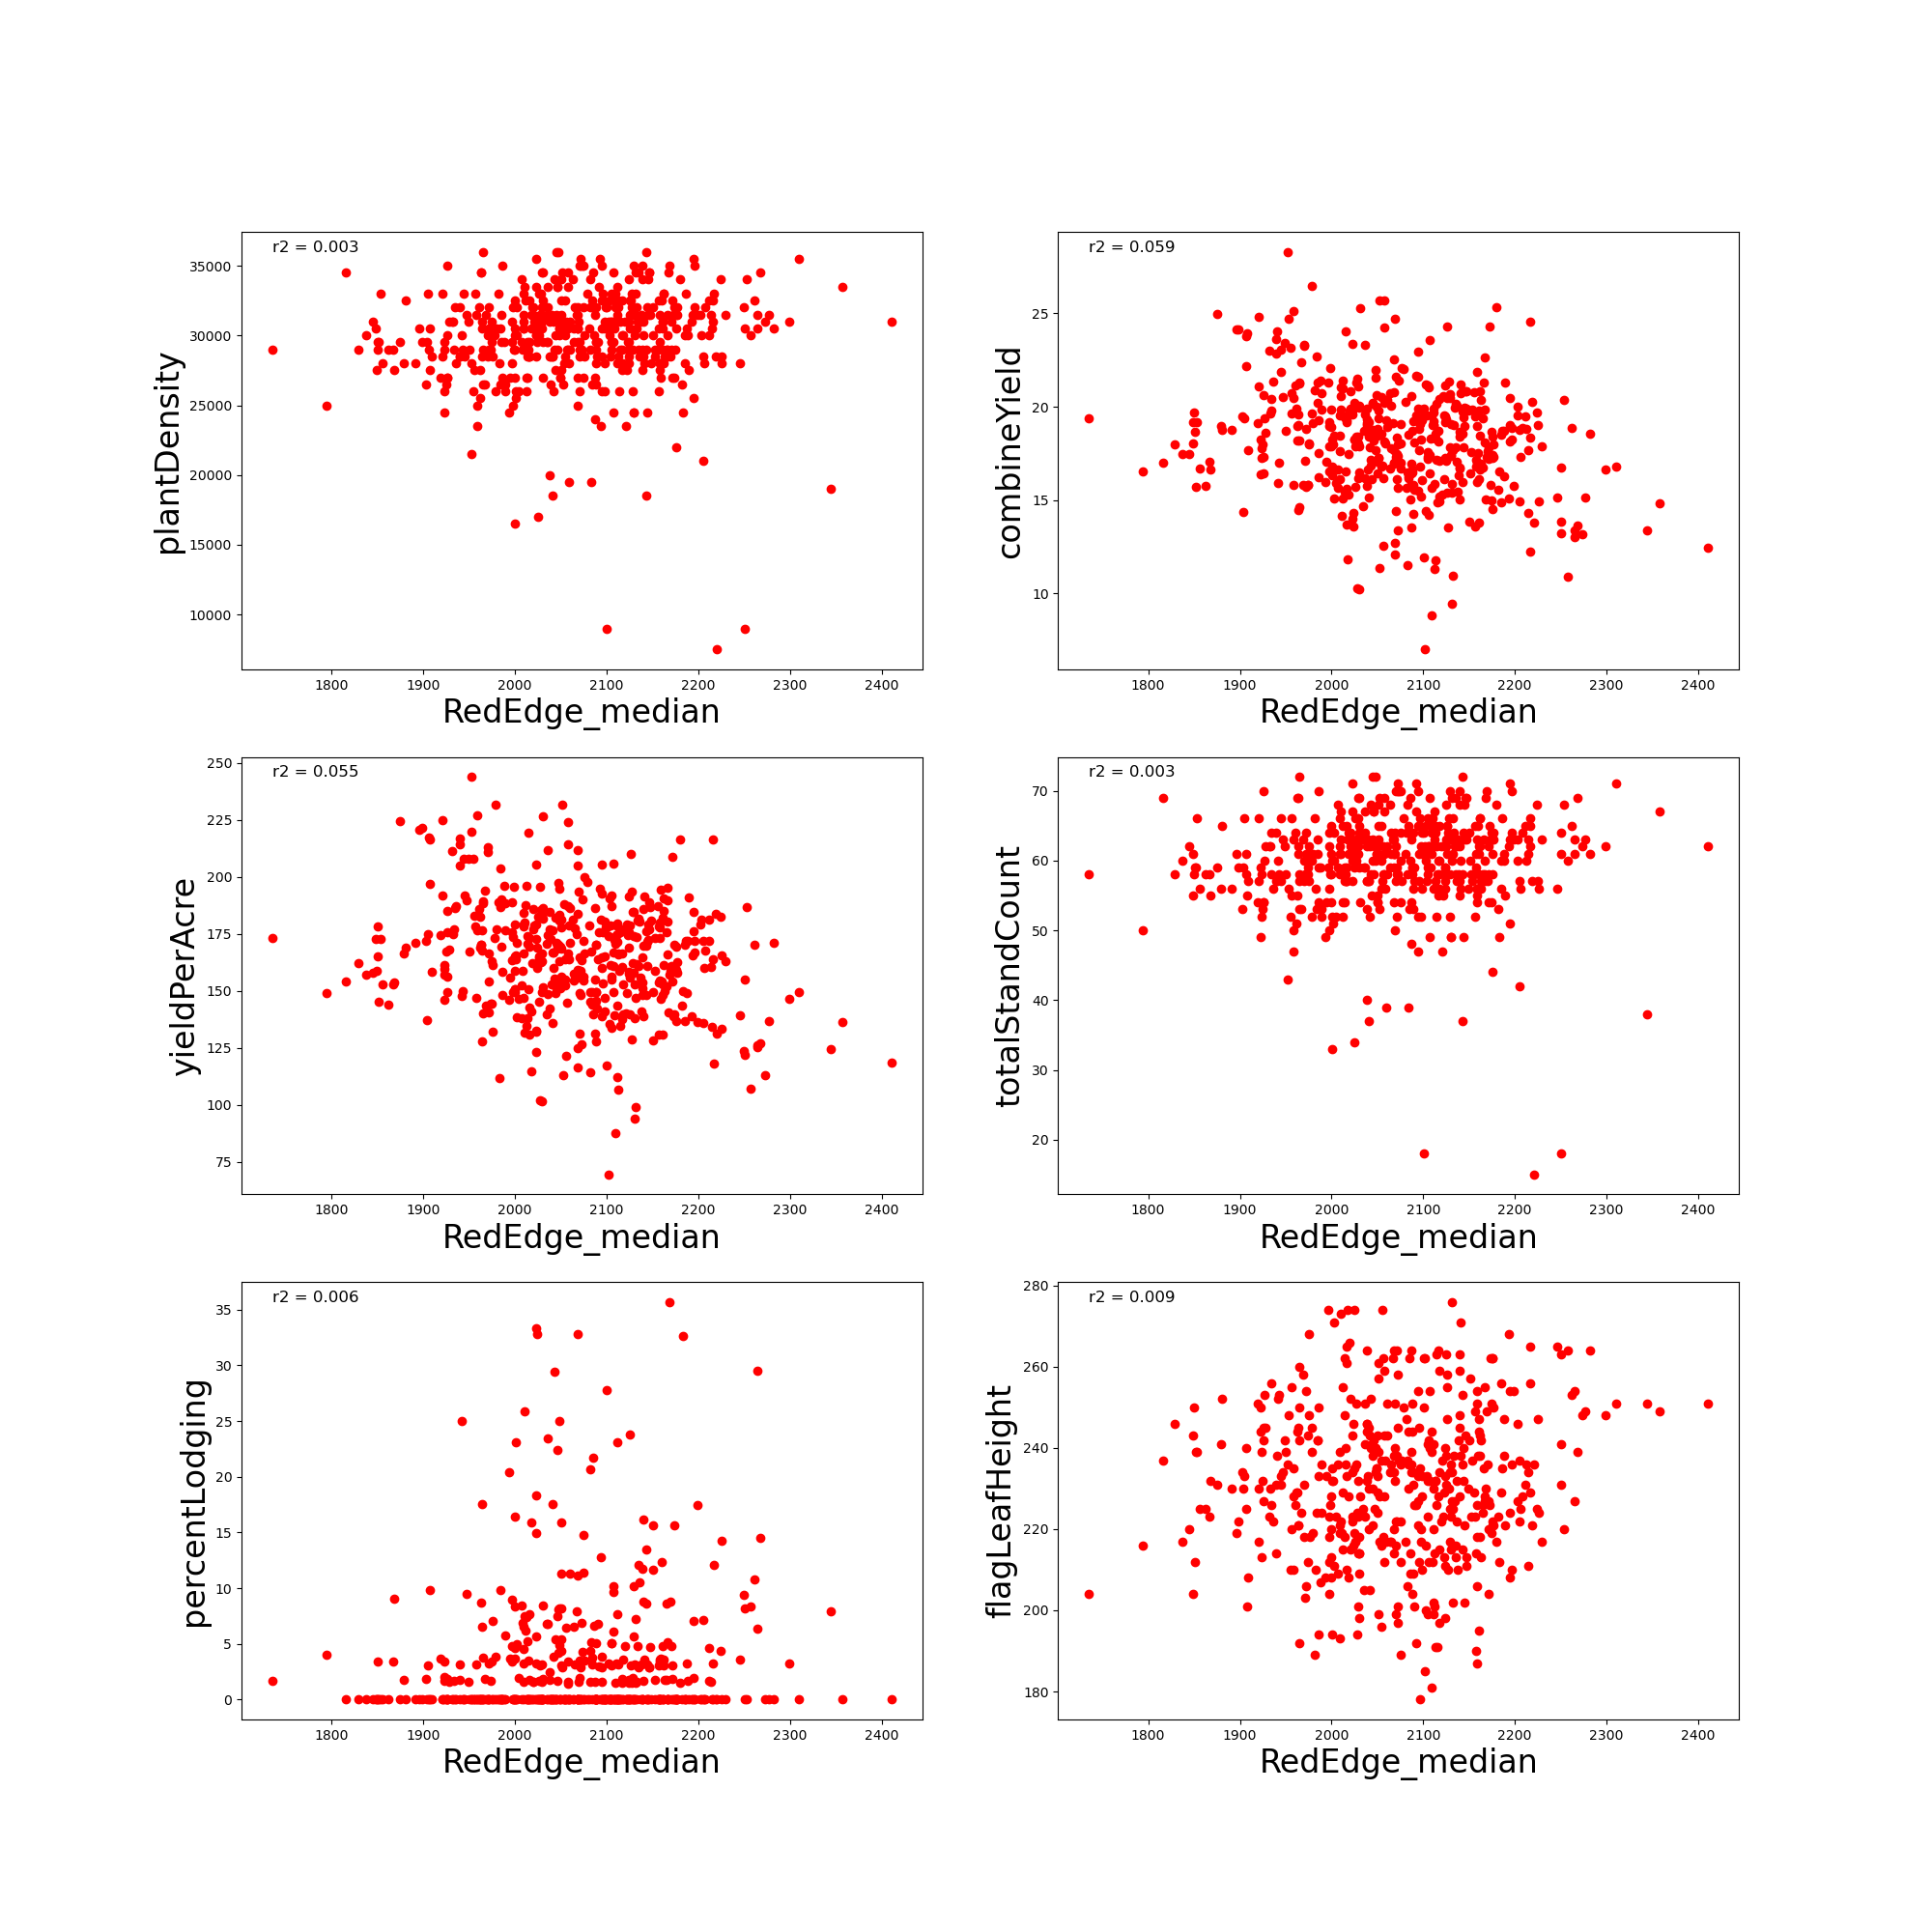 r2 = 0.003
35000
30000
25000
20000
15000
10000
plantDensity
1800 1900 2000 2100 2200 2300 2400
RedEdge_median
r2 = 0.059
25
20
15
10
combineYield
1800 1900 2000 2100 2200 2300 2400
RedEdge_median
r2 = 0.055
250
225
200
175
150
125
100
75
yieldPerAcre
1800 1900 2000 2100 2200 2300 2400
RedEdge_median
r2 = 0.003
70
60
50
40
30
20
totalStandCount
1800 1900 2000 2100 2200 2300 2400
RedEdge_median
r2 = 0.006
35
30
25
20
15
10
5
0
percentLodging
1800 1900 2000 2100 2200 2300 2400
RedEdge_median
r2 = 0.009
280
260
240
220
200
180
flagLeafHeight
1800 1900 2000 2100 2200 2300 2400
RedEdge_median